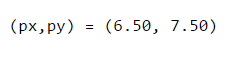 (px,py) = (6.50, 7.50)